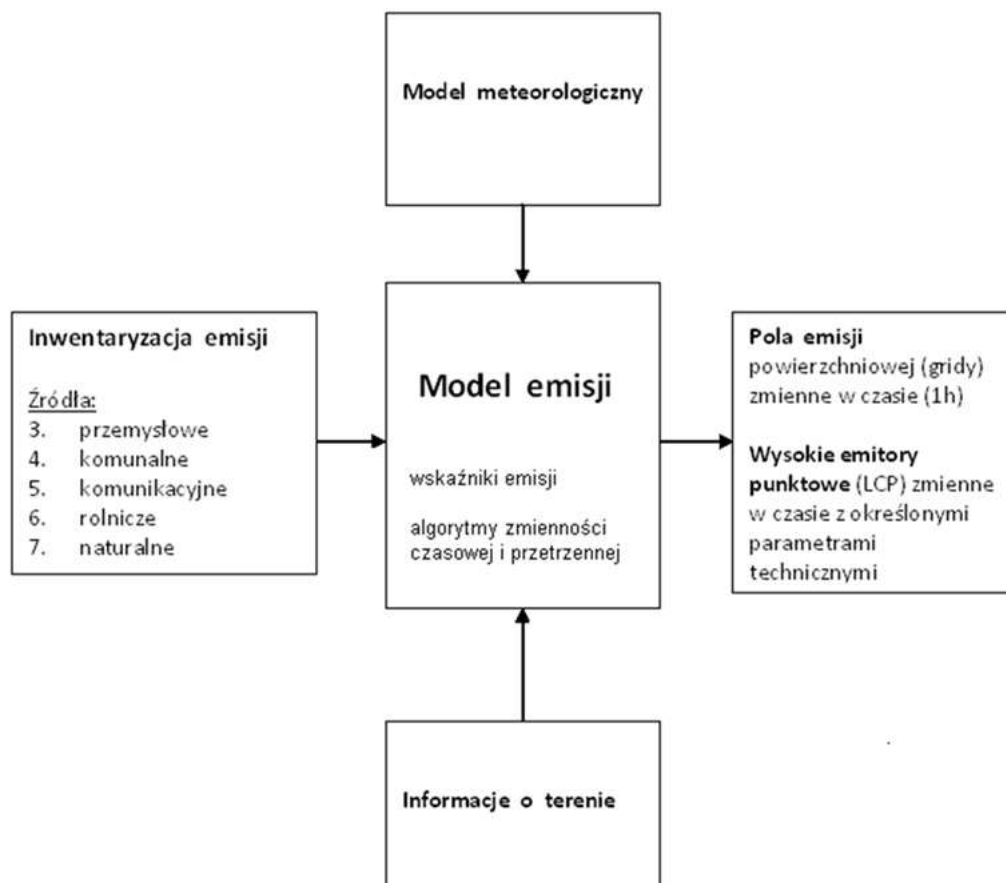 Model meteorologiczny
Inwentaryzacja emisji
Źródła:
3. przemysłowe
4. komunalne
5. komunikacyjne
6. rolnicze
7. naturalne
Model emisji
wskaźniki emisji
algorytmy zmienności
czasowej i przetrzennej
Pola emisji
powierzchniowej (gridy)
zmienne w czasie (1h)
Wysokie emitory
punktowe (LCP) zmienne
w czasie z określonymi
parametrami
technicznymi
Informacje o terenie